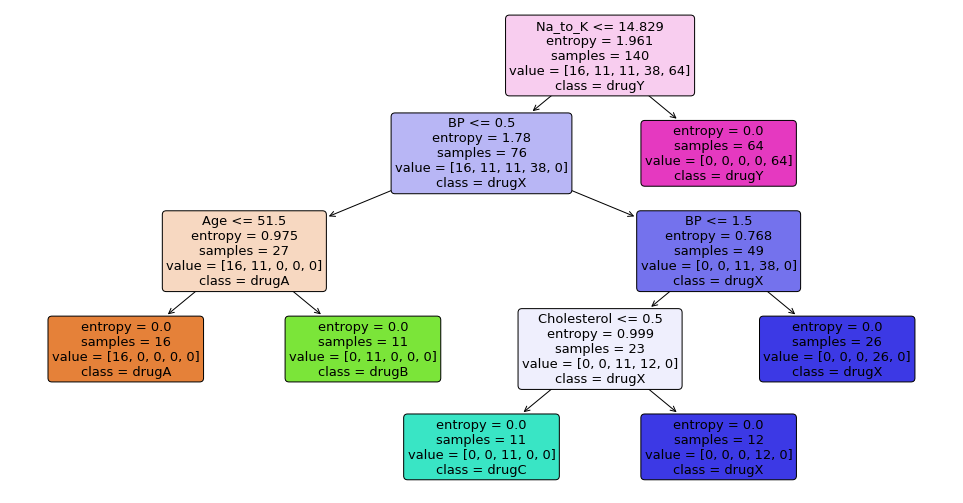 Na_to_K <= 14.829
entropy = 1.961
samples = 140
value = [16, 11, 11, 38, 64]
class = drugY
BP <= 0.5
entropy = 1.78
samples = 76
value = [16, 11, 11, 38, 0]
class = drugX
entropy = 0.0
samples = 64
value = [0, 0, 0, 0, 64]
class = drugY
Age <= 51.5
entropy = 0.975
samples = 27
value = [16, 11, 0, 0, 0]
class = drugA
BP <= 1.5
entropy = 0.768
samples = 49
value = [0, 0, 11, 38, 0]
class = drugX
entropy = 0.0
samples = 16
value = [16, 0, 0, 0, 0]
class = drugA
entropy = 0.0
samples = 11
value = [0, 11, 0, 0, 0]
class = drugB
Cholesterol <= 0.5
entropy = 0.999
samples = 23
value = [0, 0, 11, 12, 0]
class = drugX
entropy = 0.0
samples = 26
value = [0, 0, 0, 26, 0]
class = drugX
entropy = 0.0
samples = 11
value = [0, 0, 11, 0, 0]
class = drugC
entropy = 0.0
samples = 12
value = [0, 0, 0, 12, 0]
class = drugX